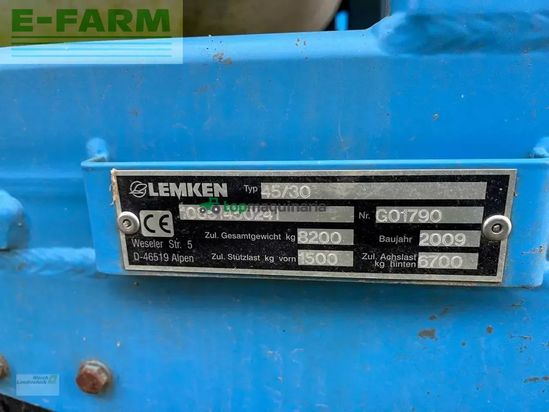 E-FARM
LEMKEN Typ 45/30
topmaquinaria
CE Nr. G01790
Zul. Gesamtgewicht kg 8200 Baujahr 2009
Weseler Str. 5
D-46519 Alpen
Zul. Stützlast kg vorn 1500 Zul. Achslast kg hinten 6700